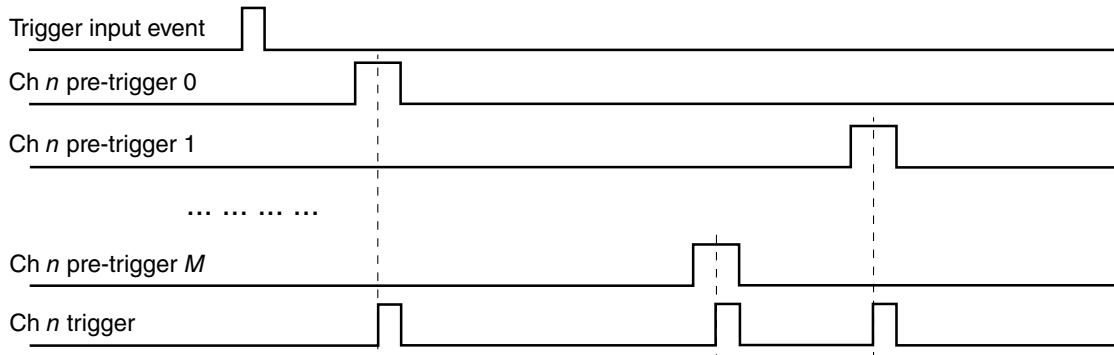 Trigger input event
Ch n pre-trigger 0
Ch n pre-trigger 1
... ... ... ...
Ch n pre-trigger M
Ch n trigger